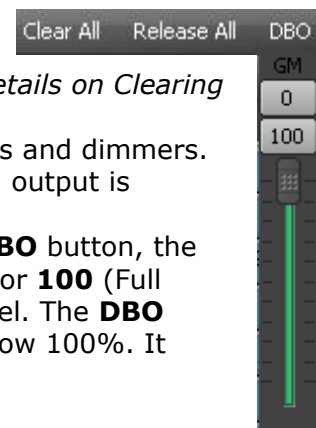 Clear All Release All DBO
GM
0
100
etails on Clearing
s and dimmers.
output is
BO button, the
or 100 (Full
el. The DBO
ow 100%. It